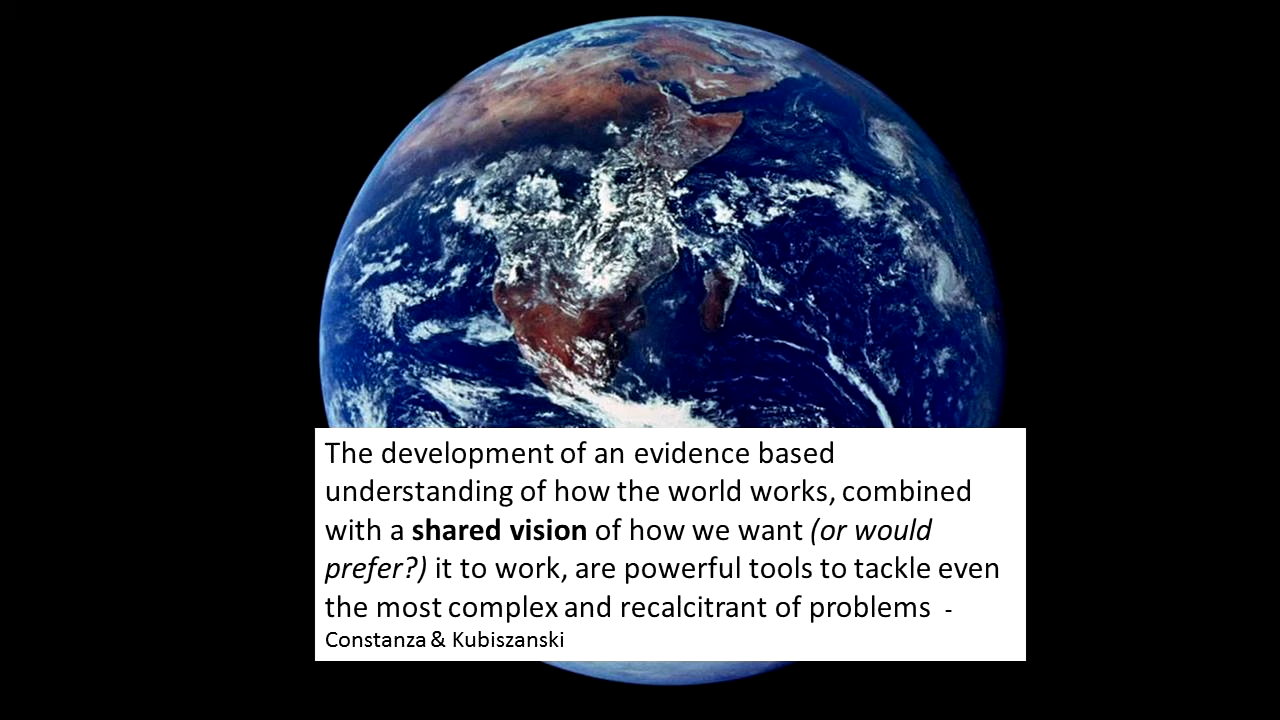 The development of an evidence based
understanding of how the world works, combined
with a shared vision of how we want (or would
prefer?) it to work, are powerful tools to tackle even
the most complex and recalcitrant of problems  -
Constanza & Kubiszanski